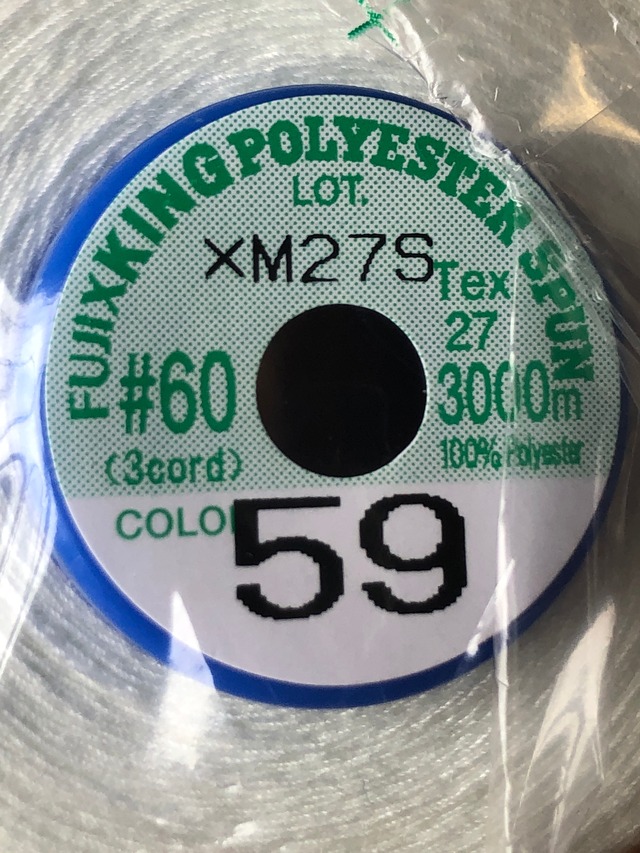 FUJIX KING POLYESTER SPUN
LOT.
XM27S
Tex
27
#60
3000m
(3cord)
100% Polyester
COLOR
59